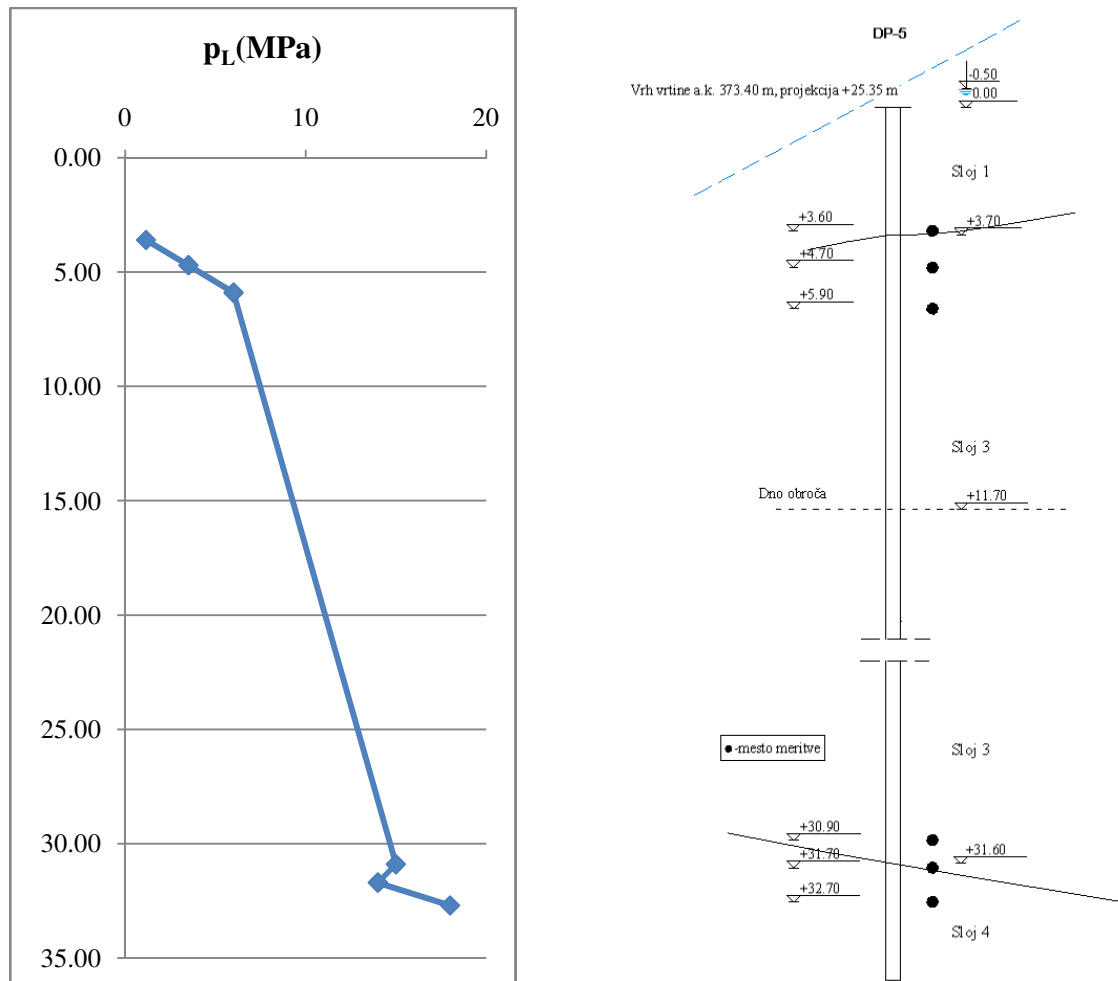 p_L(MPa)
0 10 20
0.00
5.00
10.00
15.00
20.00
25.00
30.00
35.00
DP-5
Vrh vrtine a.k. 373.40 m, projekcija +25.35 m
-0.50
0.00
Sloj 1
+3.60
+3.70
+4.70
+5.90
Sloj 3
Dno obroča
+11.70
-mesto meritve
Sloj 3
+30.90
+31.60
+31.70
+32.70
Sloj 4